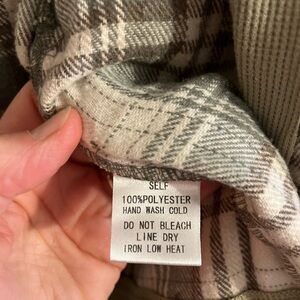 SELF
100%POLYESTER
HAND WASH COLD
DO NOT BLEACH
LINE DRY
IRON LOW HEAT